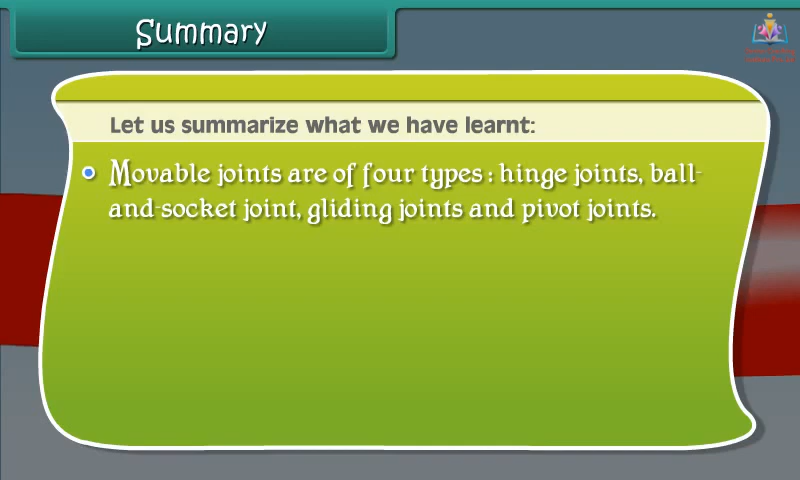 Summary
Let us summarize what we have learnt:
Movable joints are of four types : hinge joints, ball-
and-socket joint, gliding joints and pivot joints.